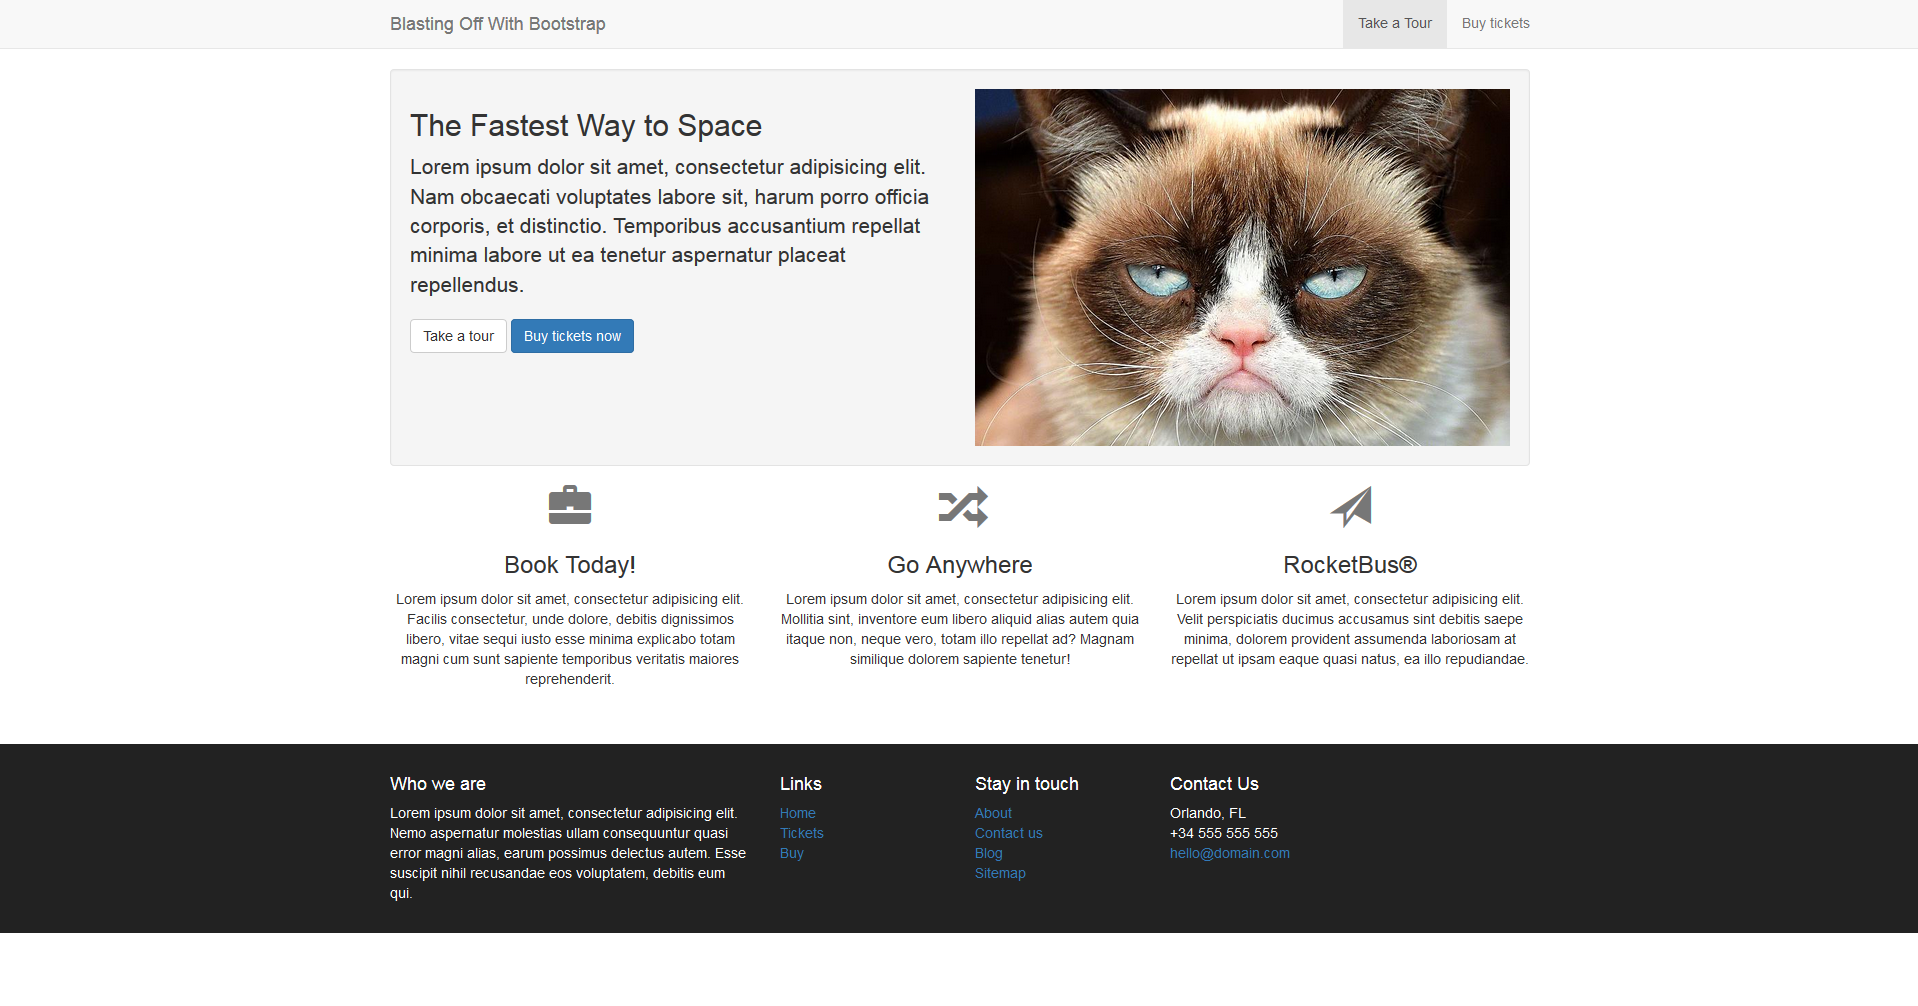 Blasting Off With Bootstrap
Take a Tour
Buy tickets
The Fastest Way to Space
Lorem ipsum dolor sit amet, consectetur adipisicing elit.
Nam obcaecati voluptates labore sit, harum porro officia
corporis, et distinctio. Temporibus accusantium repellat
minima labore ut ea tenetur aspernatur placeat
repellendus.
Take a tour
Buy tickets now
Book Today!
Lorem ipsum dolor sit amet, consectetur adipisicing elit.
Facilis consectetur, unde dolore, debitis dignissimos
libero, vitae sequi iusto esse minima explicabo totam
magni cum sunt sapiente temporibus veritatis maiores
reprehenderit.
Go Anywhere
Lorem ipsum dolor sit amet, consectetur adipisicing elit.
Mollitia sint, inventore eum libero aliquid alias autem quia
itaque non, neque vero, totam illo repellat ad? Magnam
similique dolorem sapiente tenetur!
RocketBus®
Lorem ipsum dolor sit amet, consectetur adipisicing elit.
Velit perspiciatis ducimus accusamus sint debitis saepe
minima, dolorem provident assumenda laboriosam at
repellat ut ipsam eaque quasi natus, ea illo repudiandae.
Who we are
Lorem ipsum dolor sit amet, consectetur adipisicing elit.
Nemo aspernatur molestias ullam consequuntur quasi
error magni alias, earum possimus delectus autem. Esse
suscipit nihil recusandae eos voluptatem, debitis eum
qui.
Links
Home
Tickets
Buy
Stay in touch
About
Contact us
Blog
Sitemap
Contact Us
Orlando, FL
+34 555 555 555
hello@domain.com